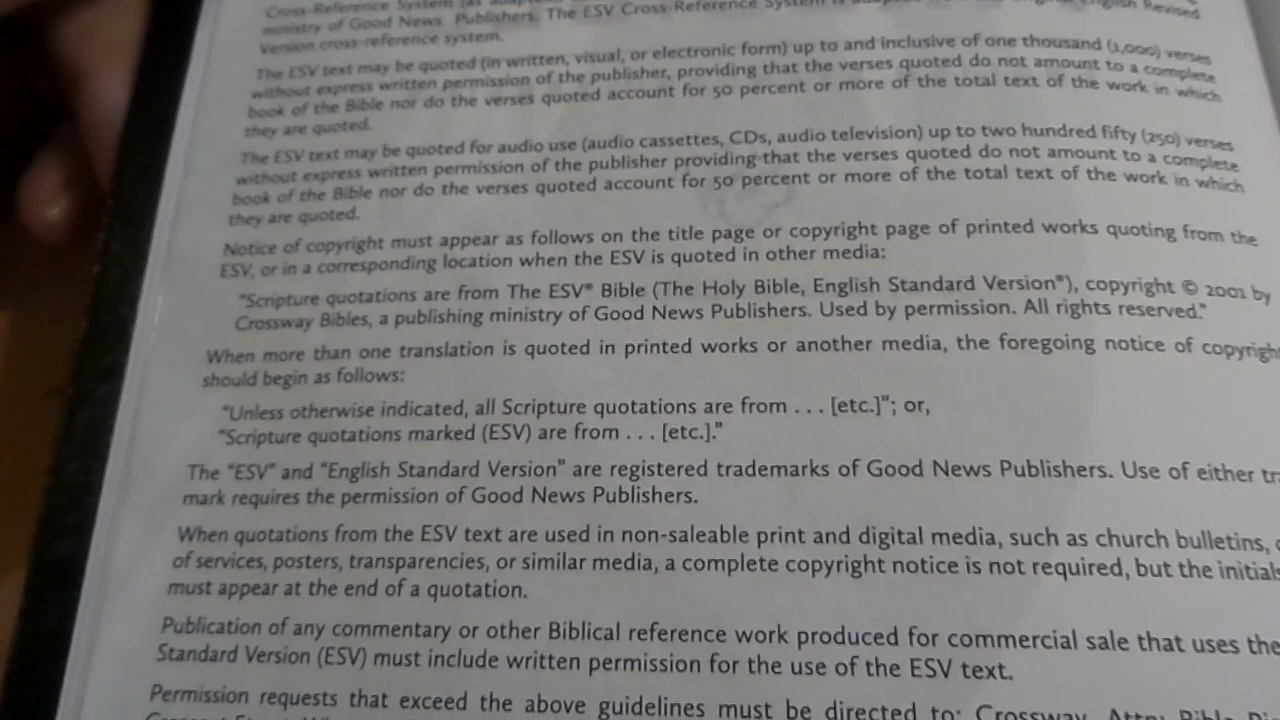 Cross-Reference System (as
ministry of Good News Publishers. The ESV Cross-Reference System is English Revised
Version cross-reference system.
The ESV text may be quoted (in written, visual, or electronic form) up to and inclusive of one thousand (1,000) verses
without express written permission of the publisher, providing that the verses quoted do not amount to a complete
book of the Bible nor do the verses quoted account for 50 percent or more of the total text of the work in which
they are quoted.
The ESV text may be quoted for audio use (audio cassettes, CDs, audio television) up to two hundred fifty (250) verses
without express written permission of the publisher providing that the verses quoted do not amount to a complete
book of the Bible nor do the verses quoted account for 50 percent or more of the total text of the work in which
they are quoted.
Notice of copyright must appear as follows on the title page or copyright page of printed works quoting from the
ESV, or in a corresponding location when the ESV is quoted in other media:
"Scripture quotations are from The ESV® Bible (The Holy Bible, English Standard Version®), copyright © 2001 by
Crossway Bibles, a publishing ministry of Good News Publishers. Used by permission. All rights reserved."
When more than one translation is quoted in printed works or another media, the foregoing notice of copyright
should begin as follows:
"Unless otherwise indicated, all Scripture quotations are from . . . [etc.]"; or,
"Scripture quotations marked (ESV) are from . . . [etc.]."
The "ESV" and "English Standard Version" are registered trademarks of Good News Publishers. Use of either tra
mark requires the permission of Good News Publishers.
When quotations from the ESV text are used in non-saleable print and digital media, such as church bulletins,
of services, posters, transparencies, or similar media, a complete copyright notice is not required, but the initials
must appear at the end of a quotation.
Publication of any commentary or other Biblical reference work produced for commercial sale that uses the
Standard Version (ESV) must include written permission for the use of the ESV text.
Permission requests that exceed the above guidelines must be directed to: Crossway, Attn: Bible